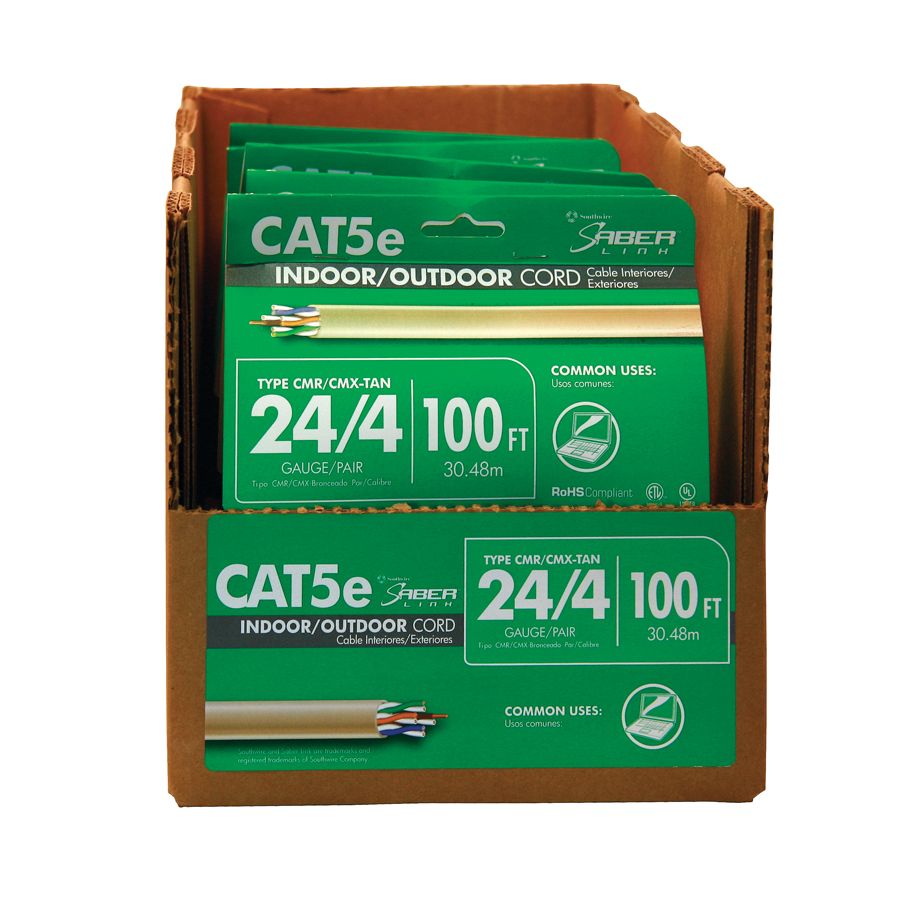 CAT5e
Southwire
SABER
LINK
INDOOR/OUTDOOR CORD Cable Interiores/
Exteriores
TYPE CMR/CMX-TAN
24/4
GAUGE/PAIR
Tipo CMR/CMX-Bronceado Par/Calibre
100 FT
30.48m
COMMON USES:
Usos comunes:
RoHS Compliant
ETL
UL
CAT5e
Southwire
SABER
LINK
INDOOR/OUTDOOR CORD
Cable Interiores/Exteriores
TYPE CMR/CMX-TAN
24/4
GAUGE/PAIR
Tipo CMR/CMX-Bronceado Par/Calibre
100 FT
30.48m
COMMON USES:
Usos comunes:
Southwire and Saber Link are trademarks and
registered trademarks of Southwire Company.